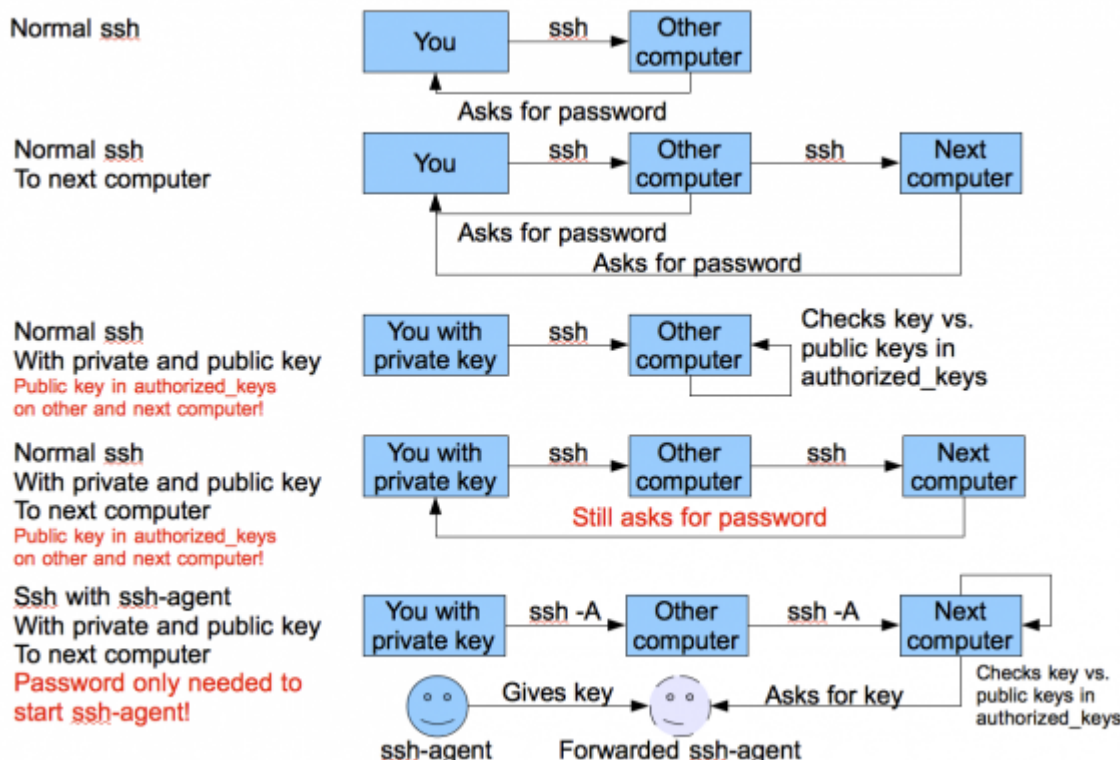 Normal ssh
You
ssh
Other
computer
Asks for password
Normal ssh
To next computer
You
ssh
Other
computer
ssh
Next
computer
Asks for password
Asks for password
Normal ssh
With private and public key
Public key in authorized_keys
on other and next computer!
You with
private key
ssh
Other
computer
Checks key vs.
public keys in
authorized_keys
Normal ssh
With private and public key
To next computer
Public key in authorized_keys
on other and next computer!
You with
private key
ssh
Other
computer
ssh
Next
computer
Still asks for password
Ssh with ssh-agent
With private and public key
To next computer
Password only needed to
start ssh-agent!
You with
private key
ssh -A
Other
computer
ssh -A
Next
computer
Checks key vs.
public keys in
authorized_keys
Gives key
Asks for key
ssh-agent
Forwarded ssh-agent